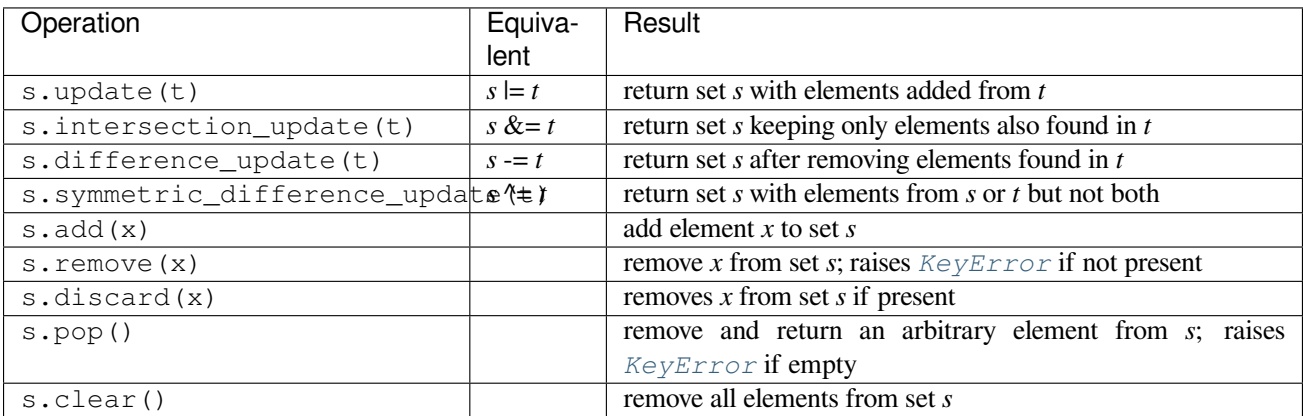 Operation Equiva- Result
lent
s.update(t) s |= t return set s with elements added from t
s.intersection_update(t) s &= t return set s keeping only elements also found in t
s.difference_update(t) s -= t return set s after removing elements found in t
s.symmetric_difference_update(t) s ^= t return set s with elements from s or t but not both
s.add(x) add element x to set s
s.remove(x) remove x from set s; raises KeyError if not present
s.discard(x) removes x from set s if present
s.pop() remove and return an arbitrary element from s; raises
KeyError if empty
s.clear() remove all elements from set s